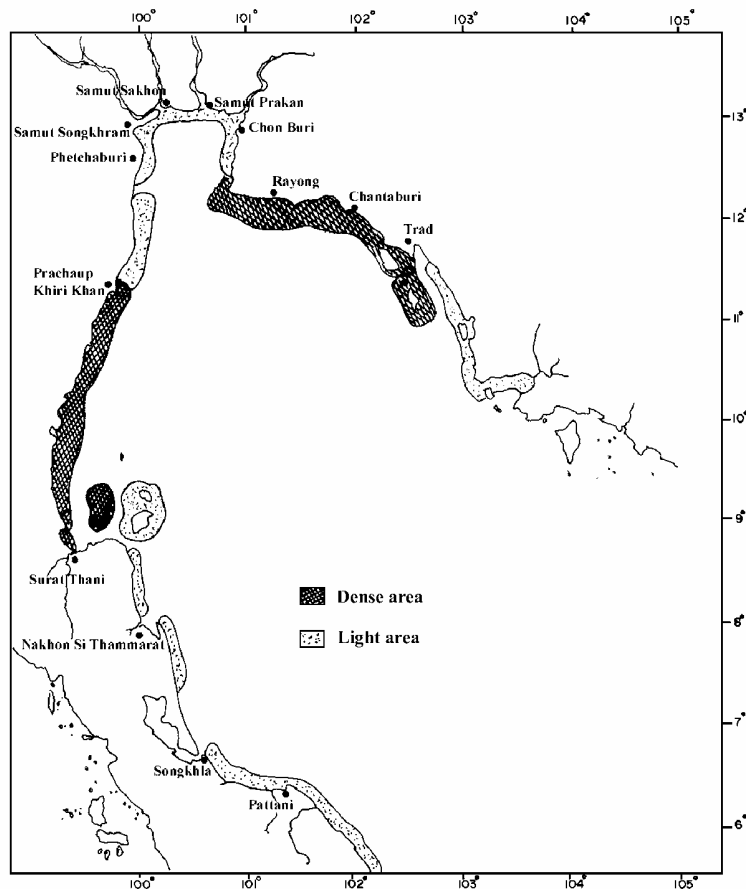 100° 101° 102° 103° 104° 105°
Samut Sakhon
Samut Prakan
13°
Samut Songkhram
Chon Buri
Phetchaburi
Rayong
Chantaburi
12°
Trad
Prachaup
Khiri Khan
11°
10°
9°
Surat Thani
Dense area
8°
Light area
Nakhon Si Thammarat
7°
Songkhla
Pattani
6°
100° 101° 102° 103° 104° 105°